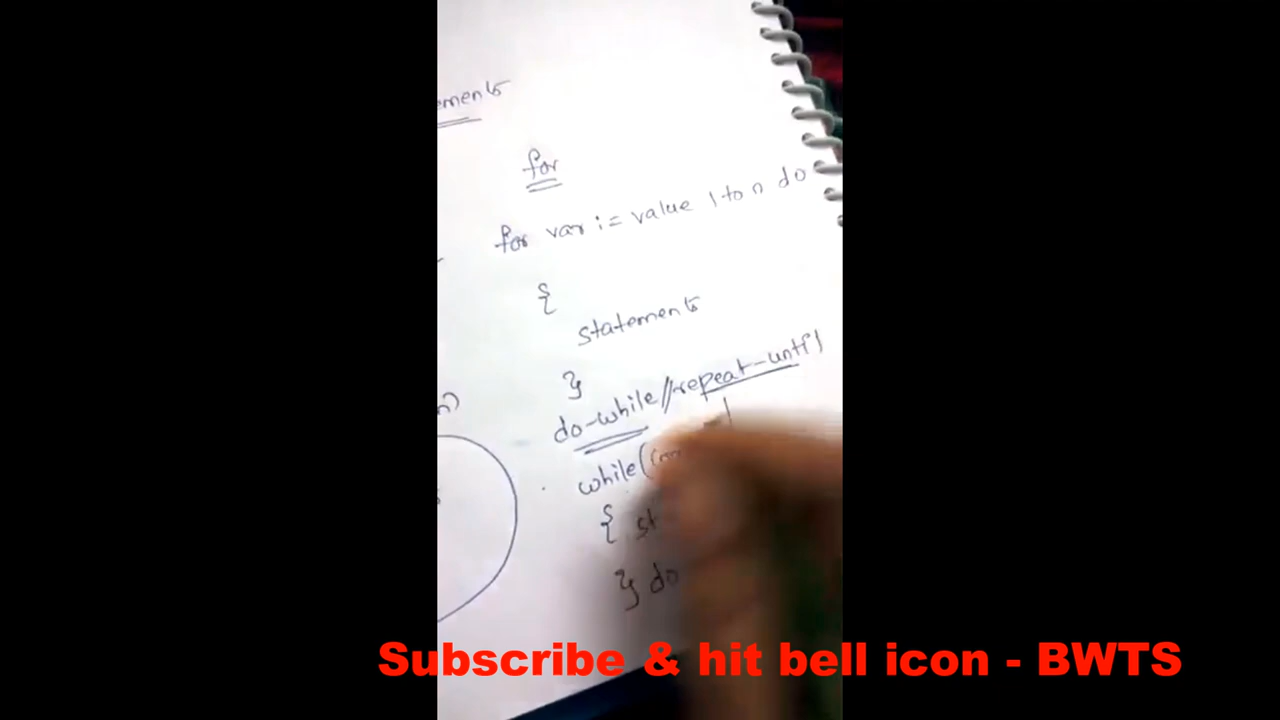 ements
for
for var := value 1 to n do
{
statements
}
do-while//repeat-until
while(
{ st
} do
Subscribe & hit bell icon - BWTS